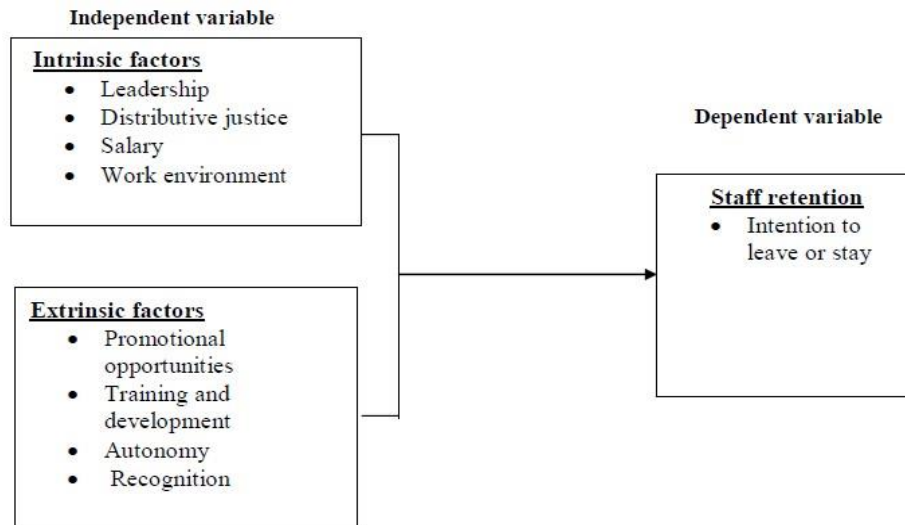 Independent variable
Intrinsic factors
• Leadership
• Distributive justice
• Salary
• Work environment
Dependent variable
Staff retention
• Intention to
leave or stay
Extrinsic factors
• Promotional
opportunities
• Training and
development
• Autonomy
• Recognition